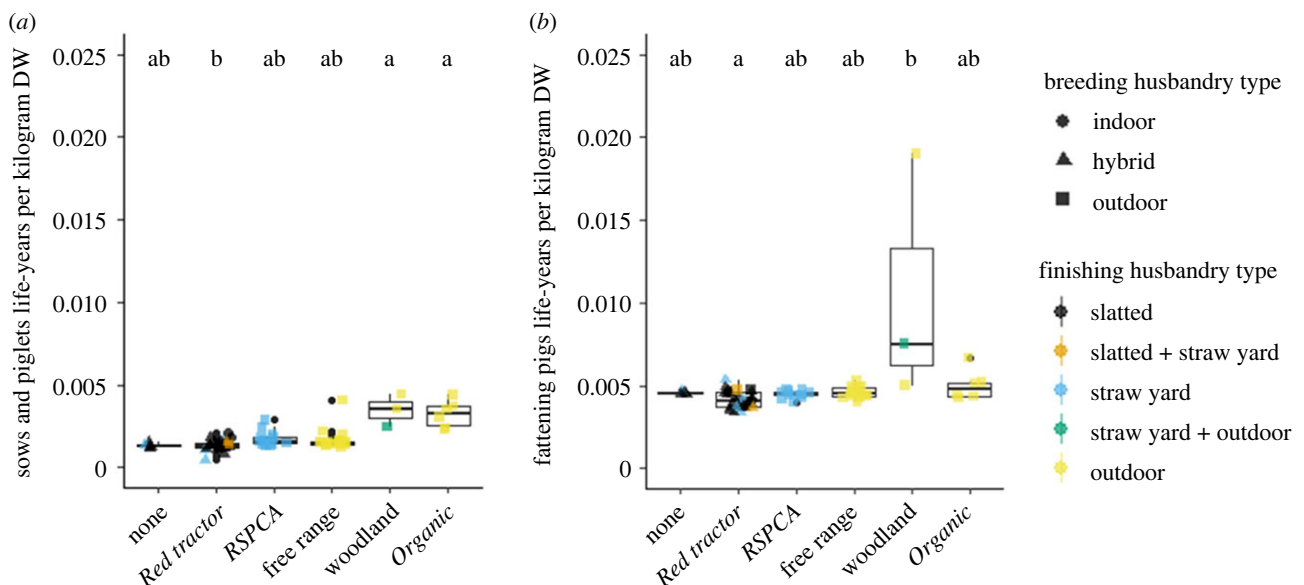 (a)
sows and piglets life-years per kilogram DW
0.025
0.020
0.015
0.010
0.005
0
ab b ab ab a a
none
Red tractor
RSPCA
free range
woodland
Organic
(b)
fattening pigs life-years per kilogram DW
0.025
0.020
0.015
0.010
0.005
0
ab a ab ab b ab
none
Red tractor
RSPCA
free range
woodland
Organic
breeding husbandry type
indoor
hybrid
outdoor
finishing husbandry type
slatted
slatted + straw yard
straw yard
straw yard + outdoor
outdoor